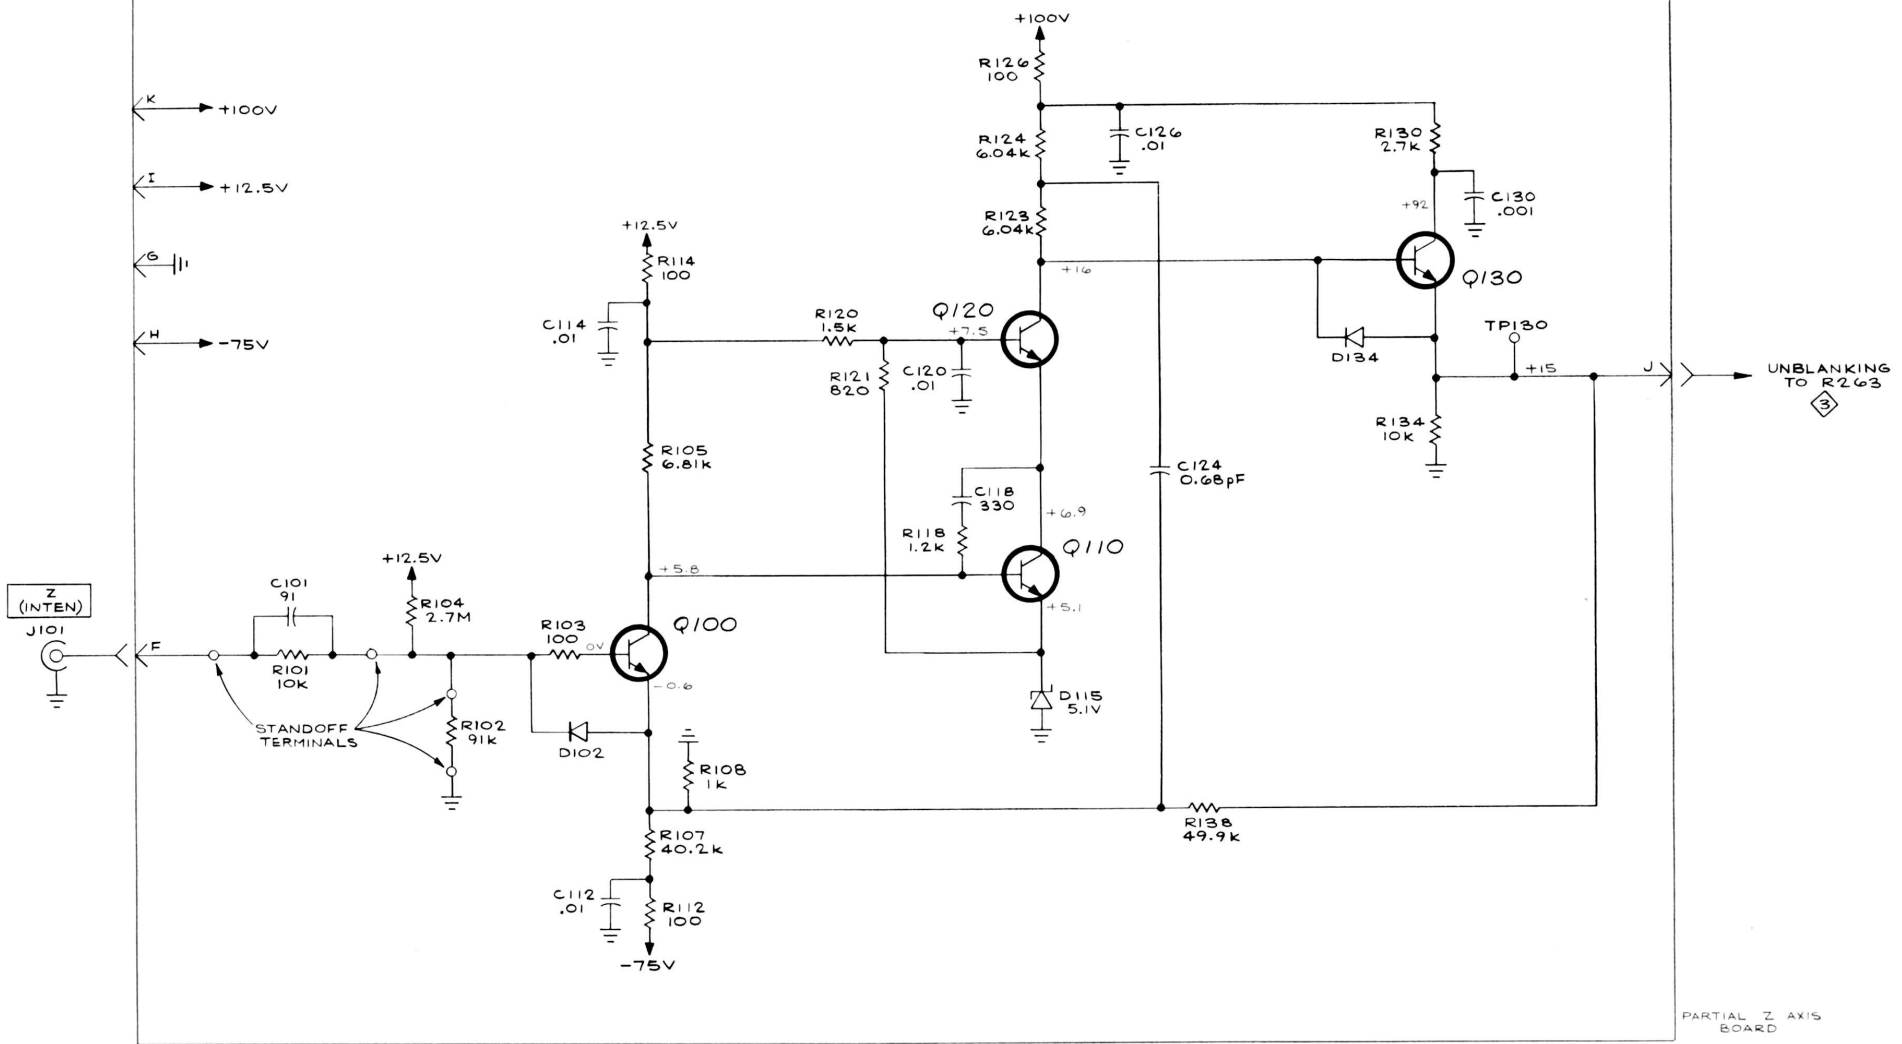 +100V
R126
100
K
+100V
C126
.01
R124
6.04k
R130
2.7k
I
+12.5V
+92
C130
.001
R123
6.04k
+12.5V
G
R114
100
+16
Q130
C114
.01
R120
1.5k
Q120
+7.5
TP130
H
-75V
D134
+15
J
UNBLANKING
TO R263
3
R121
820
C120
.01
R134
10K
R105
6.81k
C124
0.68pF
C118
330
+6.9
R118
1.2k
Q110
+12.5V
+5.8
Z
(INTEN)
J101
C101
91
R104
2.7M
+5.1
R103
100
0V
Q100
F
R101
10K
-0.6
D115
5.1V
STANDOFF
TERMINALS
R102
91k
D102
R108
1K
R107
40.2k
R138
49.9k
C112
.01
R112
100
-75V
PARTIAL Z AXIS
BOARD